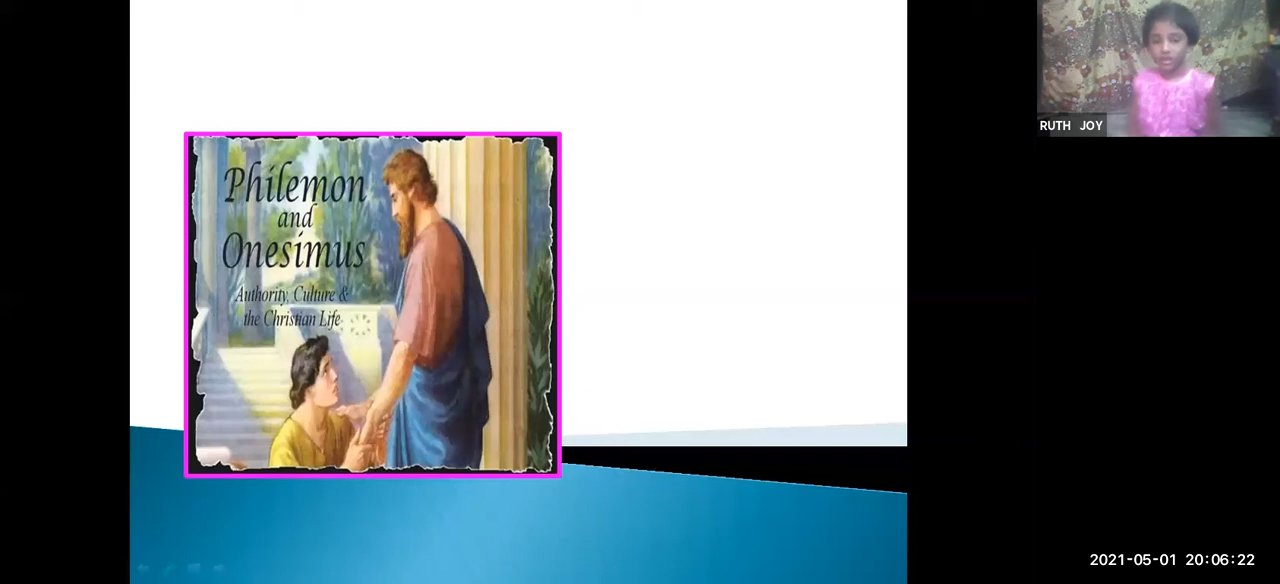 Philemon
and
Onesimus
Authority, Culture &
the Christian Life
RUTH JOY
2021-05-01 20:06:22